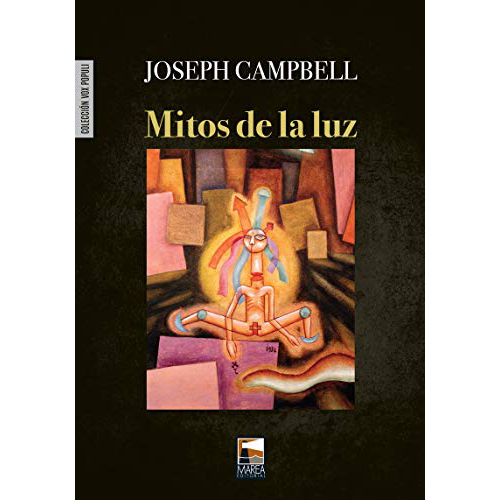 COLECCIÓN VOX POPULI
JOSEPH CAMPBELL
Mitos de la luz
MAREA
EDITORIAL